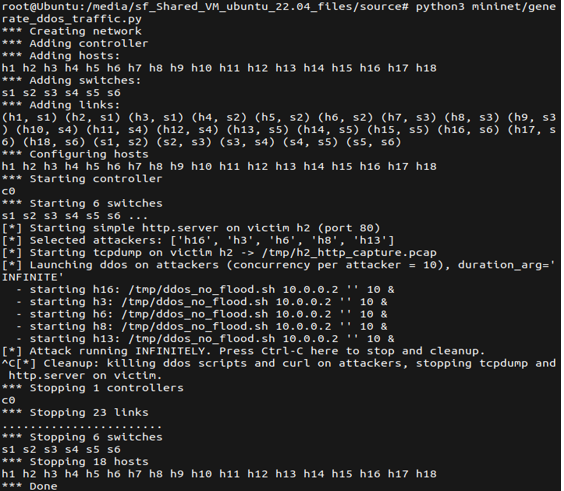 root@Ubuntu:/media/sf_Shared_VM_ubuntu_22.04_files/source# python3 mininet/gene
rate_ddos_traffic.py
*** Creating network
*** Adding controller
*** Adding hosts:
h1 h2 h3 h4 h5 h6 h7 h8 h9 h10 h11 h12 h13 h14 h15 h16 h17 h18
*** Adding switches:
s1 s2 s3 s4 s5 s6
*** Adding links:
(h1, s1) (h2, s1) (h3, s1) (h4, s2) (h5, s2) (h6, s2) (h7, s3) (h8, s3) (h9, s3
) (h10, s4) (h11, s4) (h12, s4) (h13, s5) (h14, s5) (h15, s5) (h16, s6) (h17, s
6) (h18, s6) (s1, s2) (s2, s3) (s3, s4) (s4, s5) (s5, s6)
*** Configuring hosts
h1 h2 h3 h4 h5 h6 h7 h8 h9 h10 h11 h12 h13 h14 h15 h16 h17 h18
*** Starting controller
c0
*** Starting 6 switches
s1 s2 s3 s4 s5 s6 ...
[*] Starting simple http.server on victim h2 (port 80)
[*] Selected attackers: ['h16', 'h3', 'h6', 'h8', 'h13']
[*] Starting tcpdump on victim h2 -> /tmp/h2_http_capture.pcap
[*] Launching ddos on attackers (concurrency per attacker = 10), duration_arg='
INFINITE'
  - starting h16: /tmp/ddos_no_flood.sh 10.0.0.2 '' 10 &
  - starting h3: /tmp/ddos_no_flood.sh 10.0.0.2 '' 10 &
  - starting h6: /tmp/ddos_no_flood.sh 10.0.0.2 '' 10 &
  - starting h8: /tmp/ddos_no_flood.sh 10.0.0.2 '' 10 &
  - starting h13: /tmp/ddos_no_flood.sh 10.0.0.2 '' 10 &
[*] Attack running INFINITELY. Press Ctrl-C here to stop and cleanup.
^C[*] Cleanup: killing ddos scripts and curl on attackers, stopping tcpdump and
 http.server on victim.
*** Stopping 1 controllers
c0
*** Stopping 23 links
.......................
*** Stopping 6 switches
s1 s2 s3 s4 s5 s6
*** Stopping 18 hosts
h1 h2 h3 h4 h5 h6 h7 h8 h9 h10 h11 h12 h13 h14 h15 h16 h17 h18
*** Done